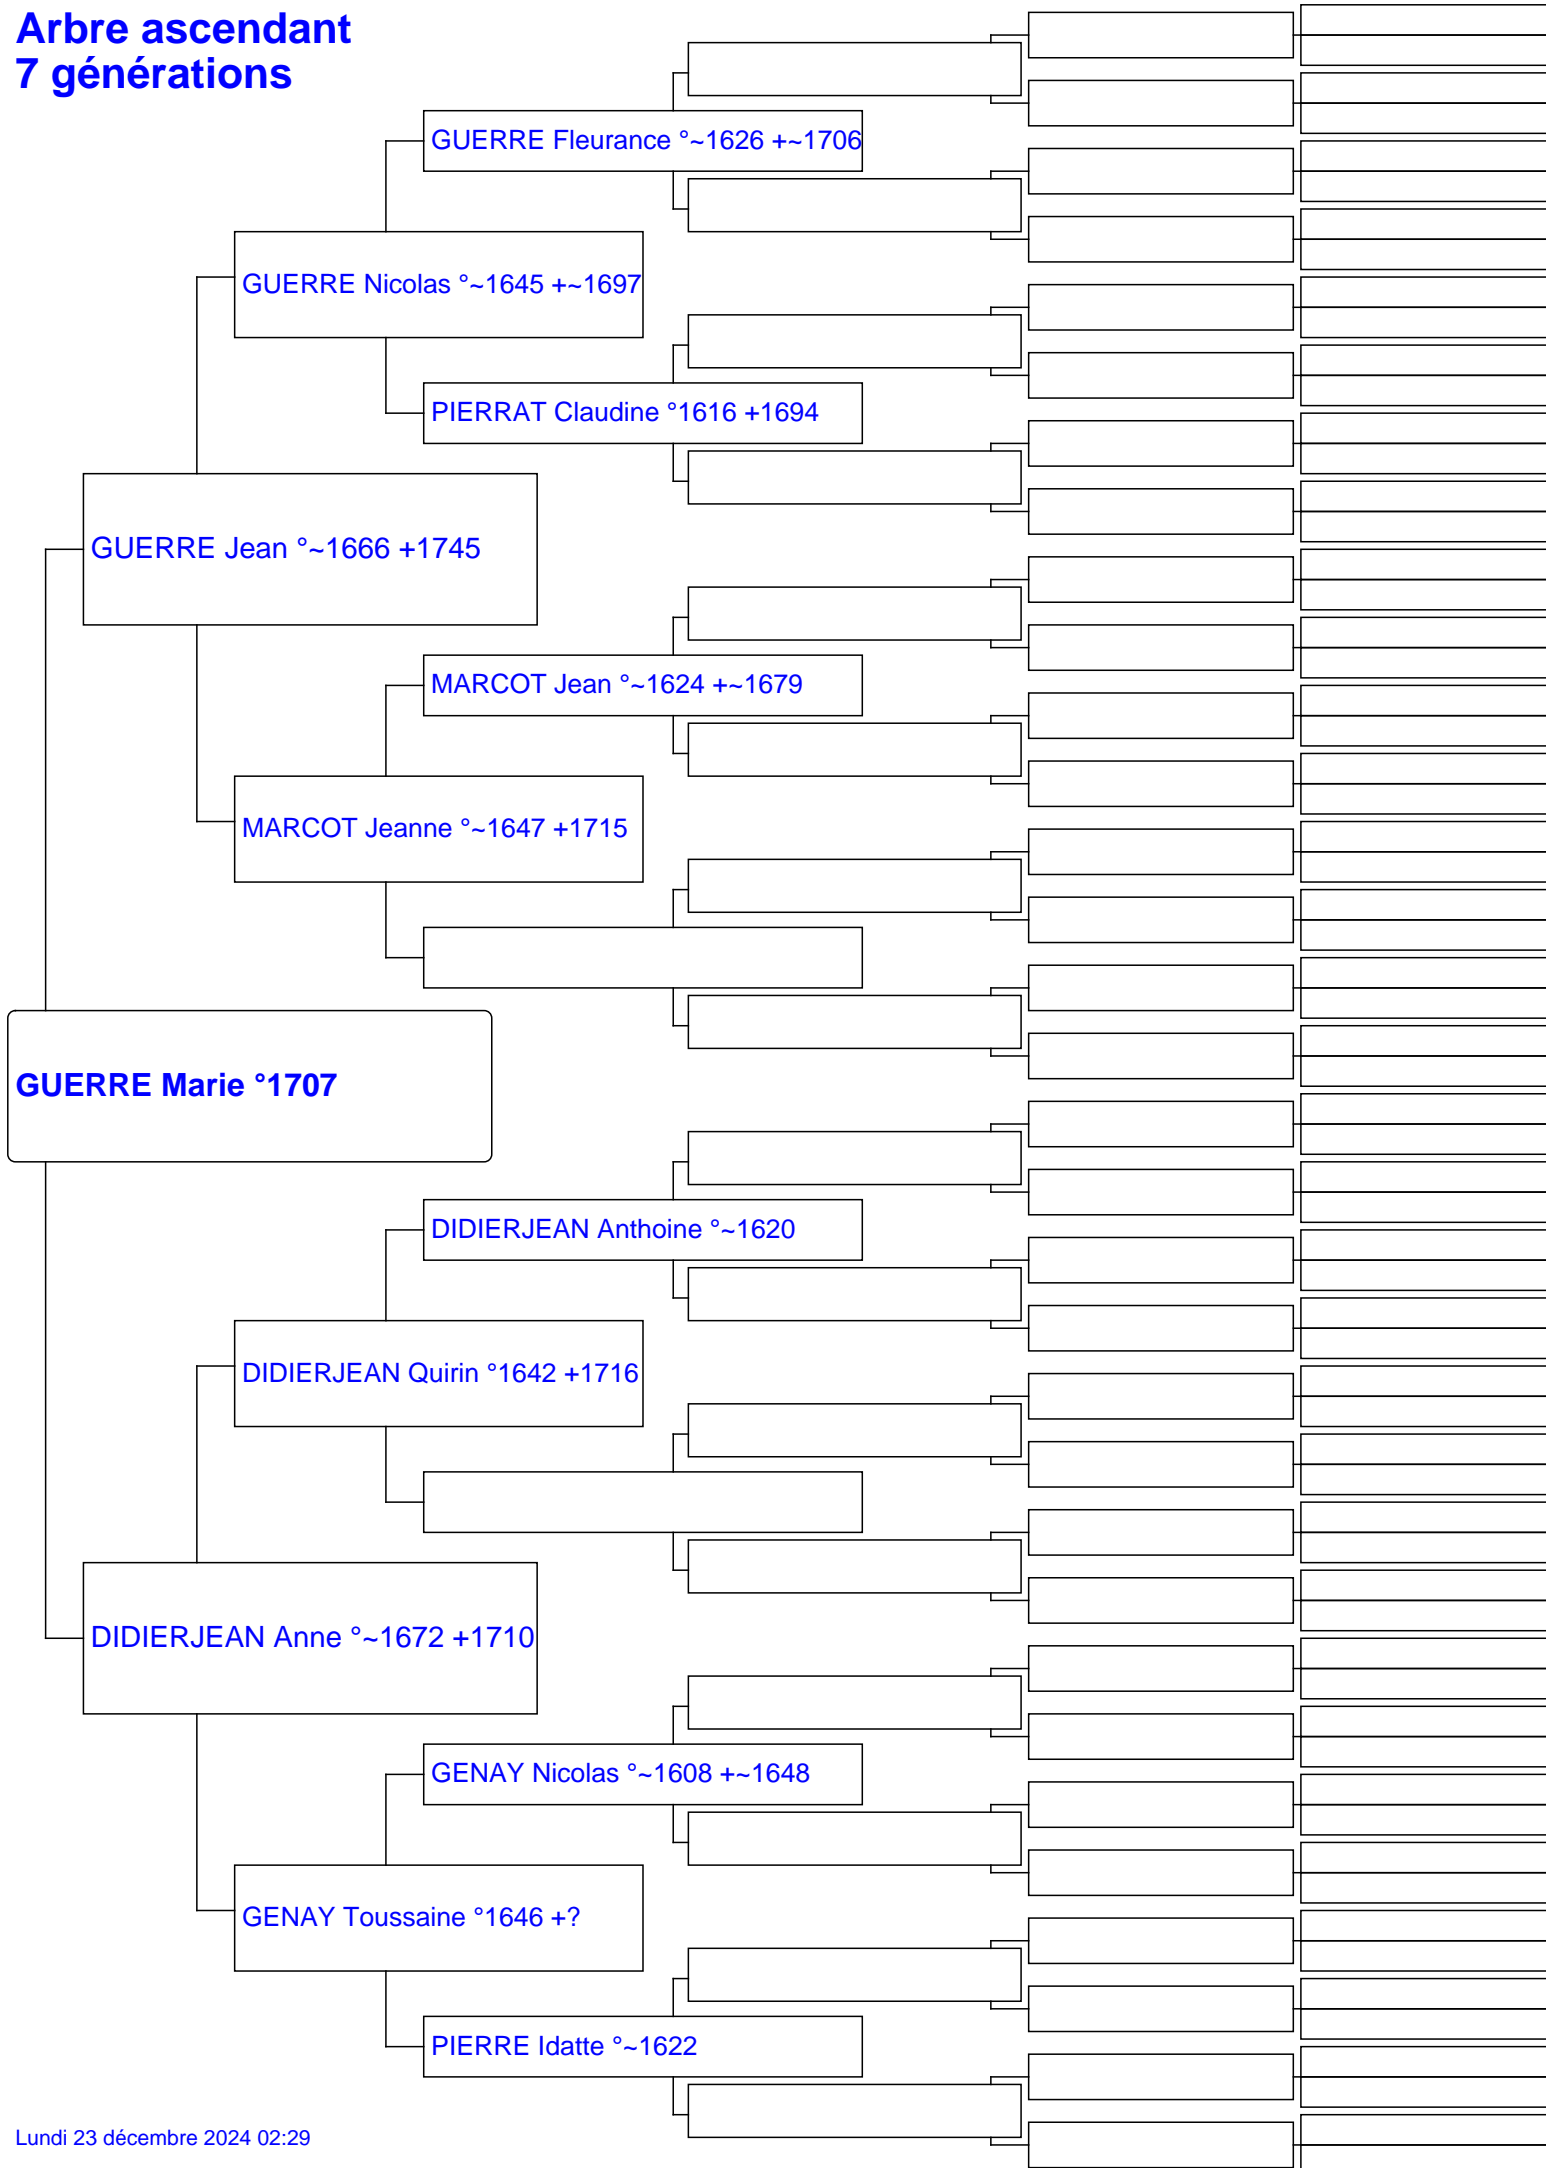 Arbre ascendant
7 générations
GUERRE Fleurance °~1626 +~1706
GUERRE Nicolas °~1645 +~1697
PIERRAT Claudine °1616 +1694
GUERRE Jean °~1666 +1745
MARCOT Jean °~1624 +~1679
MARCOT Jeanne °~1647 +1715
GUERRE Marie °1707
DIDIERJEAN Anthoine °~1620
DIDIERJEAN Quirin °1642 +1716
DIDIERJEAN Anne °~1672 +1710
GENAY Nicolas °~1608 +~1648
GENAY Toussaine °1646 +?
PIERRE Idatte °~1622
Lundi 23 décembre 2024 02:29